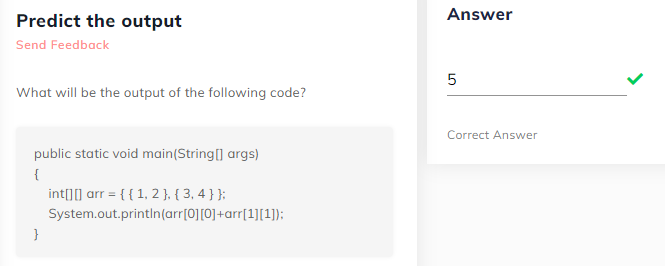 Predict the output
Send Feedback
What will be the output of the following code?
public static void main(String[] args)
{
int[][] arr = { { 1, 2 }, { 3, 4 } };
System.out.println(arr[0][0]+arr[1][1]);
}
Answer
5
Correct Answer